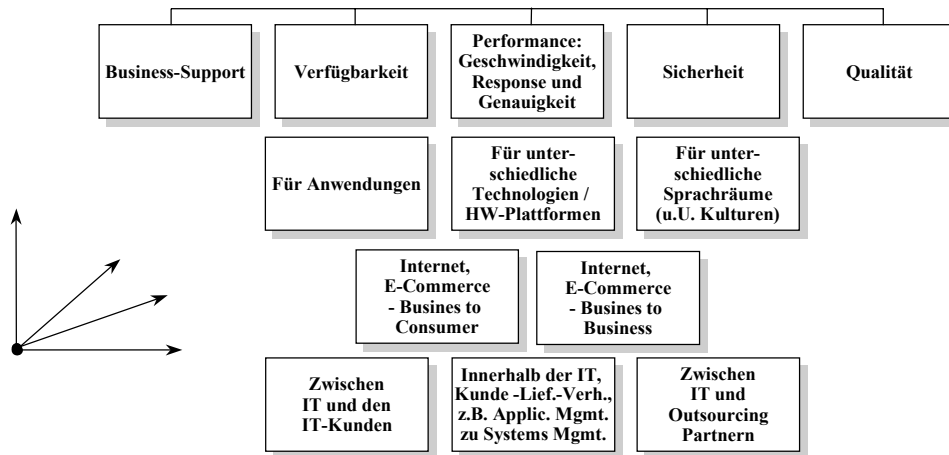 Business-Support
Verfügbarkeit
Performance:
Geschwindigkeit,
Response und
Genauigkeit
Sicherheit
Qualität
Für Anwendungen
Für unter-
schiedliche
Technologien /
HW-Plattformen
Für unter-
schiedliche
Sprachräume
(u.U. Kulturen)
Internet,
E-Commerce
- Busines to
Consumer
Internet,
E-Commerce
- Busines to
Business
Zwischen
IT und den
IT-Kunden
Innerhalb der IT,
Kunde -Lief.-Verh.,
z.B. Applic. Mgmt.
zu Systems Mgmt.
Zwischen
IT und
Outsourcing
Partnern